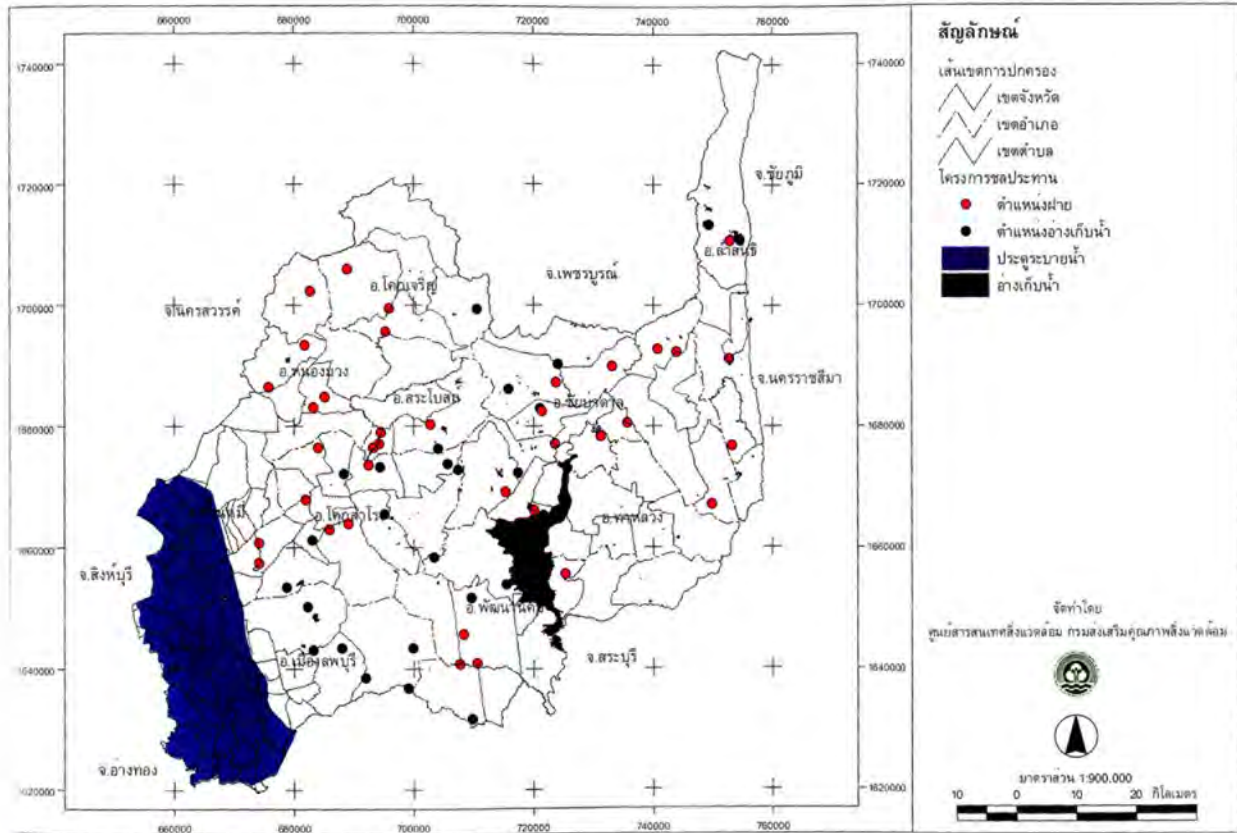 660000 680000 700000 720000 740000 760000
สัญลักษณ์
เส้นเขตการปกครอง
เขตจังหวัด
เขตอำเภอ
เขตตำบล
โครงการชลประทาน
ตำแหน่งฝาย
ตำแหน่งอ่างเก็บน้ำ
ประตูระบายน้ำ
อ่างเก็บน้ำ
1740000 1740000
1720000 1720000
จ.ชัยภูมิ
อ.ลำสนธิ
จ.เพชรบูรณ์
อ.โคกเจริญ
1700000 1700000
จ.นครสวรรค์
อ.หนองม่วง
จ.นครราชสีมา
อ.สระโบสถ์
อ.ชัยบาดาล
1680000 1680000
อ.โคกสำโรง
อ.ท่าหลวง
1660000 1660000
จ.สิงห์บุรี
อ.พัฒนานิคม
จ.สระบุรี
อ.เมืองลพบุรี
1640000 1640000
จ.อ่างทอง
1620000 1620000
660000 680000 700000 720000 740000 760000
จัดทำโดย
ศูนย์สารสนเทศสิ่งแวดล้อม กรมส่งเสริมคุณภาพสิ่งแวดล้อม
มาตราส่วน 1:900,000
10 0 10 20 กิโลเมตร